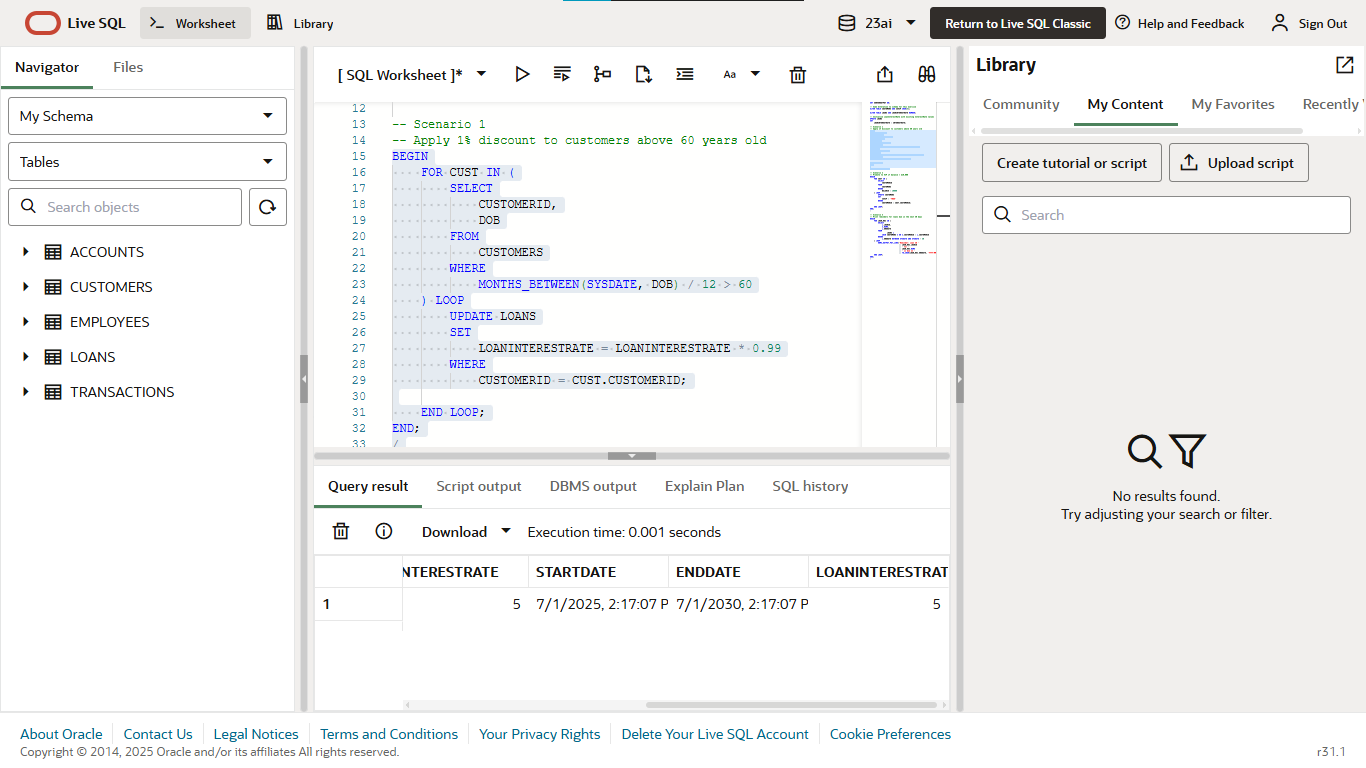 Live SQL
Worksheet
Library
23ai
Return to Live SQL Classic
Help and Feedback
Sign Out
Navigator
Files
My Schema
Tables
Search objects
ACCOUNTS
CUSTOMERS
EMPLOYEES
LOANS
TRANSACTIONS
[ SQL Worksheet ]*
Aa
12
13 -- Scenario 1
14 -- Apply 1% discount to customers above 60 years old
15 BEGIN
16 FOR CUST IN (
17 SELECT
18 CUSTOMERID,
19 DOB
20 FROM
21 CUSTOMERS
22 WHERE
23 MONTHS_BETWEEN(SYSDATE, DOB) / 12 > 60
24 ) LOOP
25 UPDATE LOANS
26 SET
27 LOANINTERESTRATE = LOANINTERESTRATE * 0.99
28 WHERE
29 CUSTOMERID = CUST.CUSTOMERID;
30
31 END LOOP;
32 END;
33 /
Query result
Script output
DBMS output
Explain Plan
SQL history
Download
Execution time: 0.001 seconds
NTERESTRATE STARTDATE ENDDATE LOANINTERESTRAT
1 5 7/1/2025, 2:17:07 P 7/1/2030, 2:17:07 P 5
Library
Community
My Content
My Favorites
Recently
Create tutorial or script
Upload script
Search
No results found.
Try adjusting your search or filter.
About Oracle
Contact Us
Legal Notices
Terms and Conditions
Your Privacy Rights
Delete Your Live SQL Account
Cookie Preferences
Copyright © 2014, 2025 Oracle and/or its affiliates All rights reserved.
r31.1